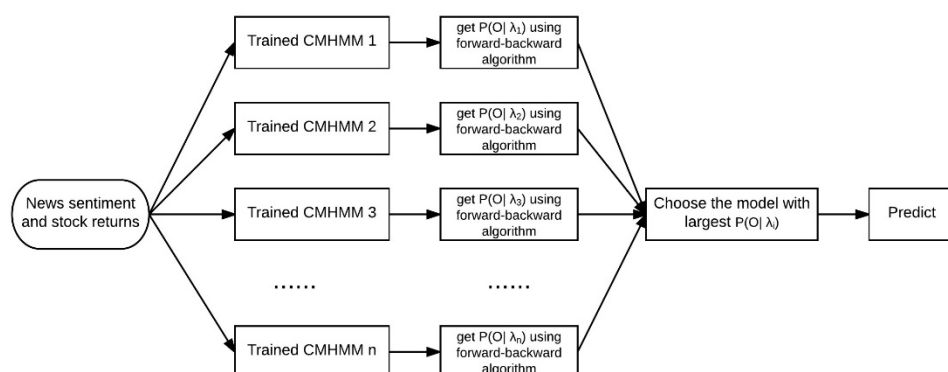 Trained CMHMM 1
get P(O| λ₁) using
forward-backward
algorithm
Trained CMHMM 2
get P(O| λ₂) using
forward-backward
algorithm
News sentiment
and stock returns
Trained CMHMM 3
get P(O| λ₃) using
forward-backward
algorithm
Choose the model with
largest P(O| λᵢ)
Predict
......
......
Trained CMHMM n
get P(O| λₙ) using
forward-backward
algorithm